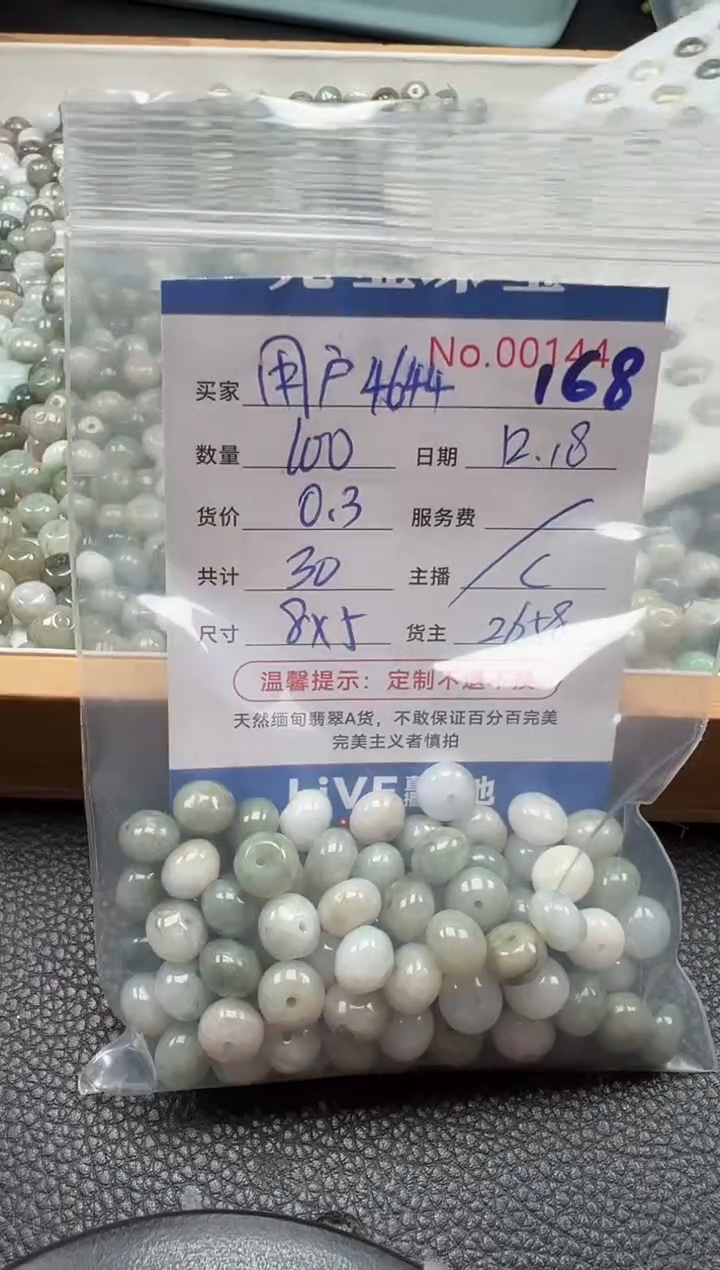 No.00144
168
买家 用户4644
数量 100 日期 12.18
货价 0.3 服务费 /
共计 30 主播 C
尺寸 8x5 货主 2658
温馨提示：定制不退不换
天然缅甸翡翠A货，不敢保证百分百完美
完美主义者慎拍
LiVE